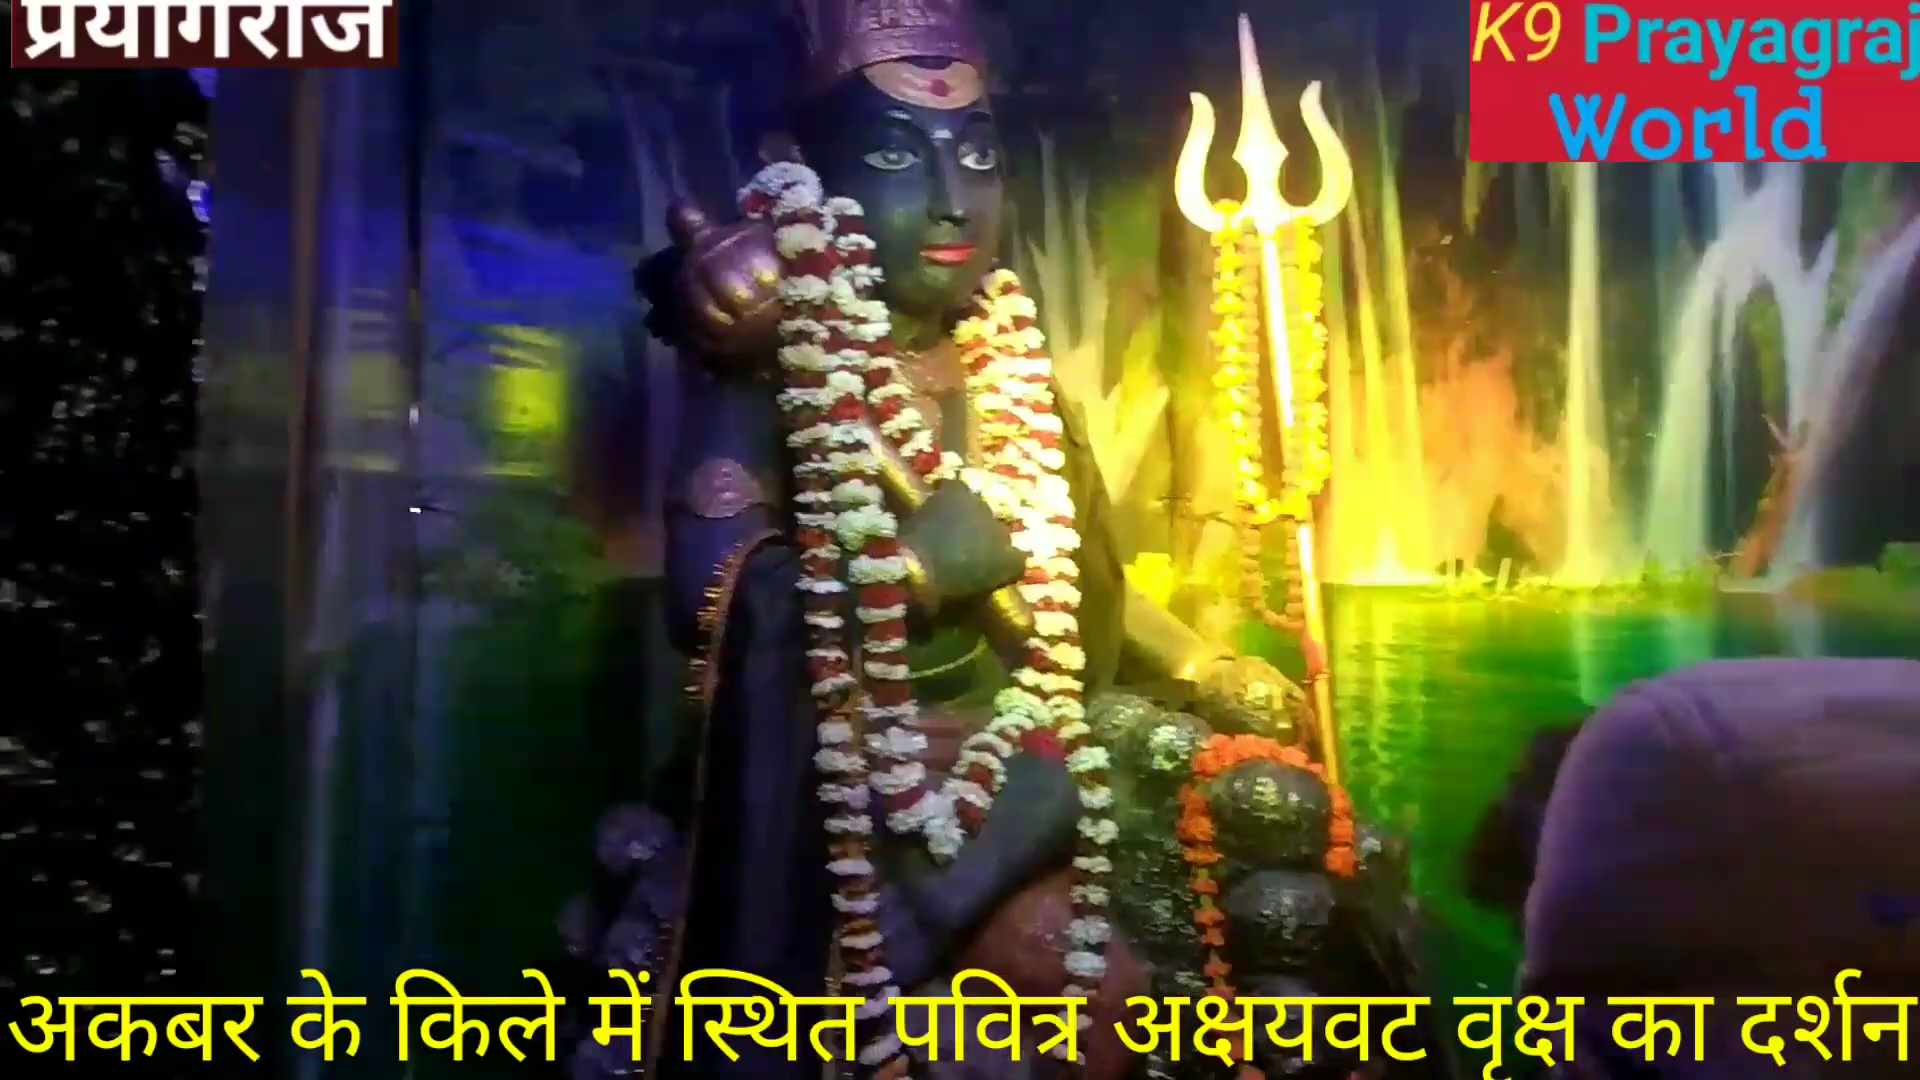 प्रयागराज
K9 Prayagraj
World
अकबर के किले में स्थित पवित्र अक्षयवट वृक्ष का दर्शन